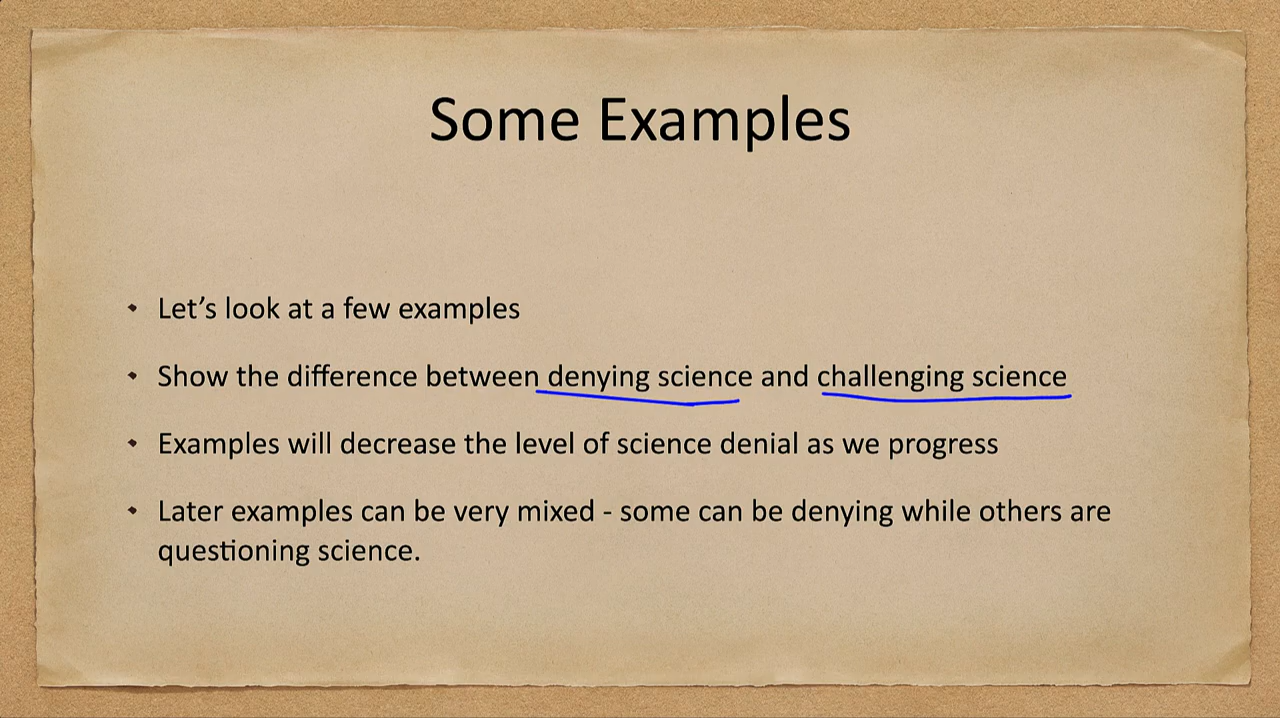 Some Examples
Let’s look at a few examples
Show the difference between denying science and challenging science
Examples will decrease the level of science denial as we progress
Later examples can be very mixed - some can be denying while others are
questioning science.